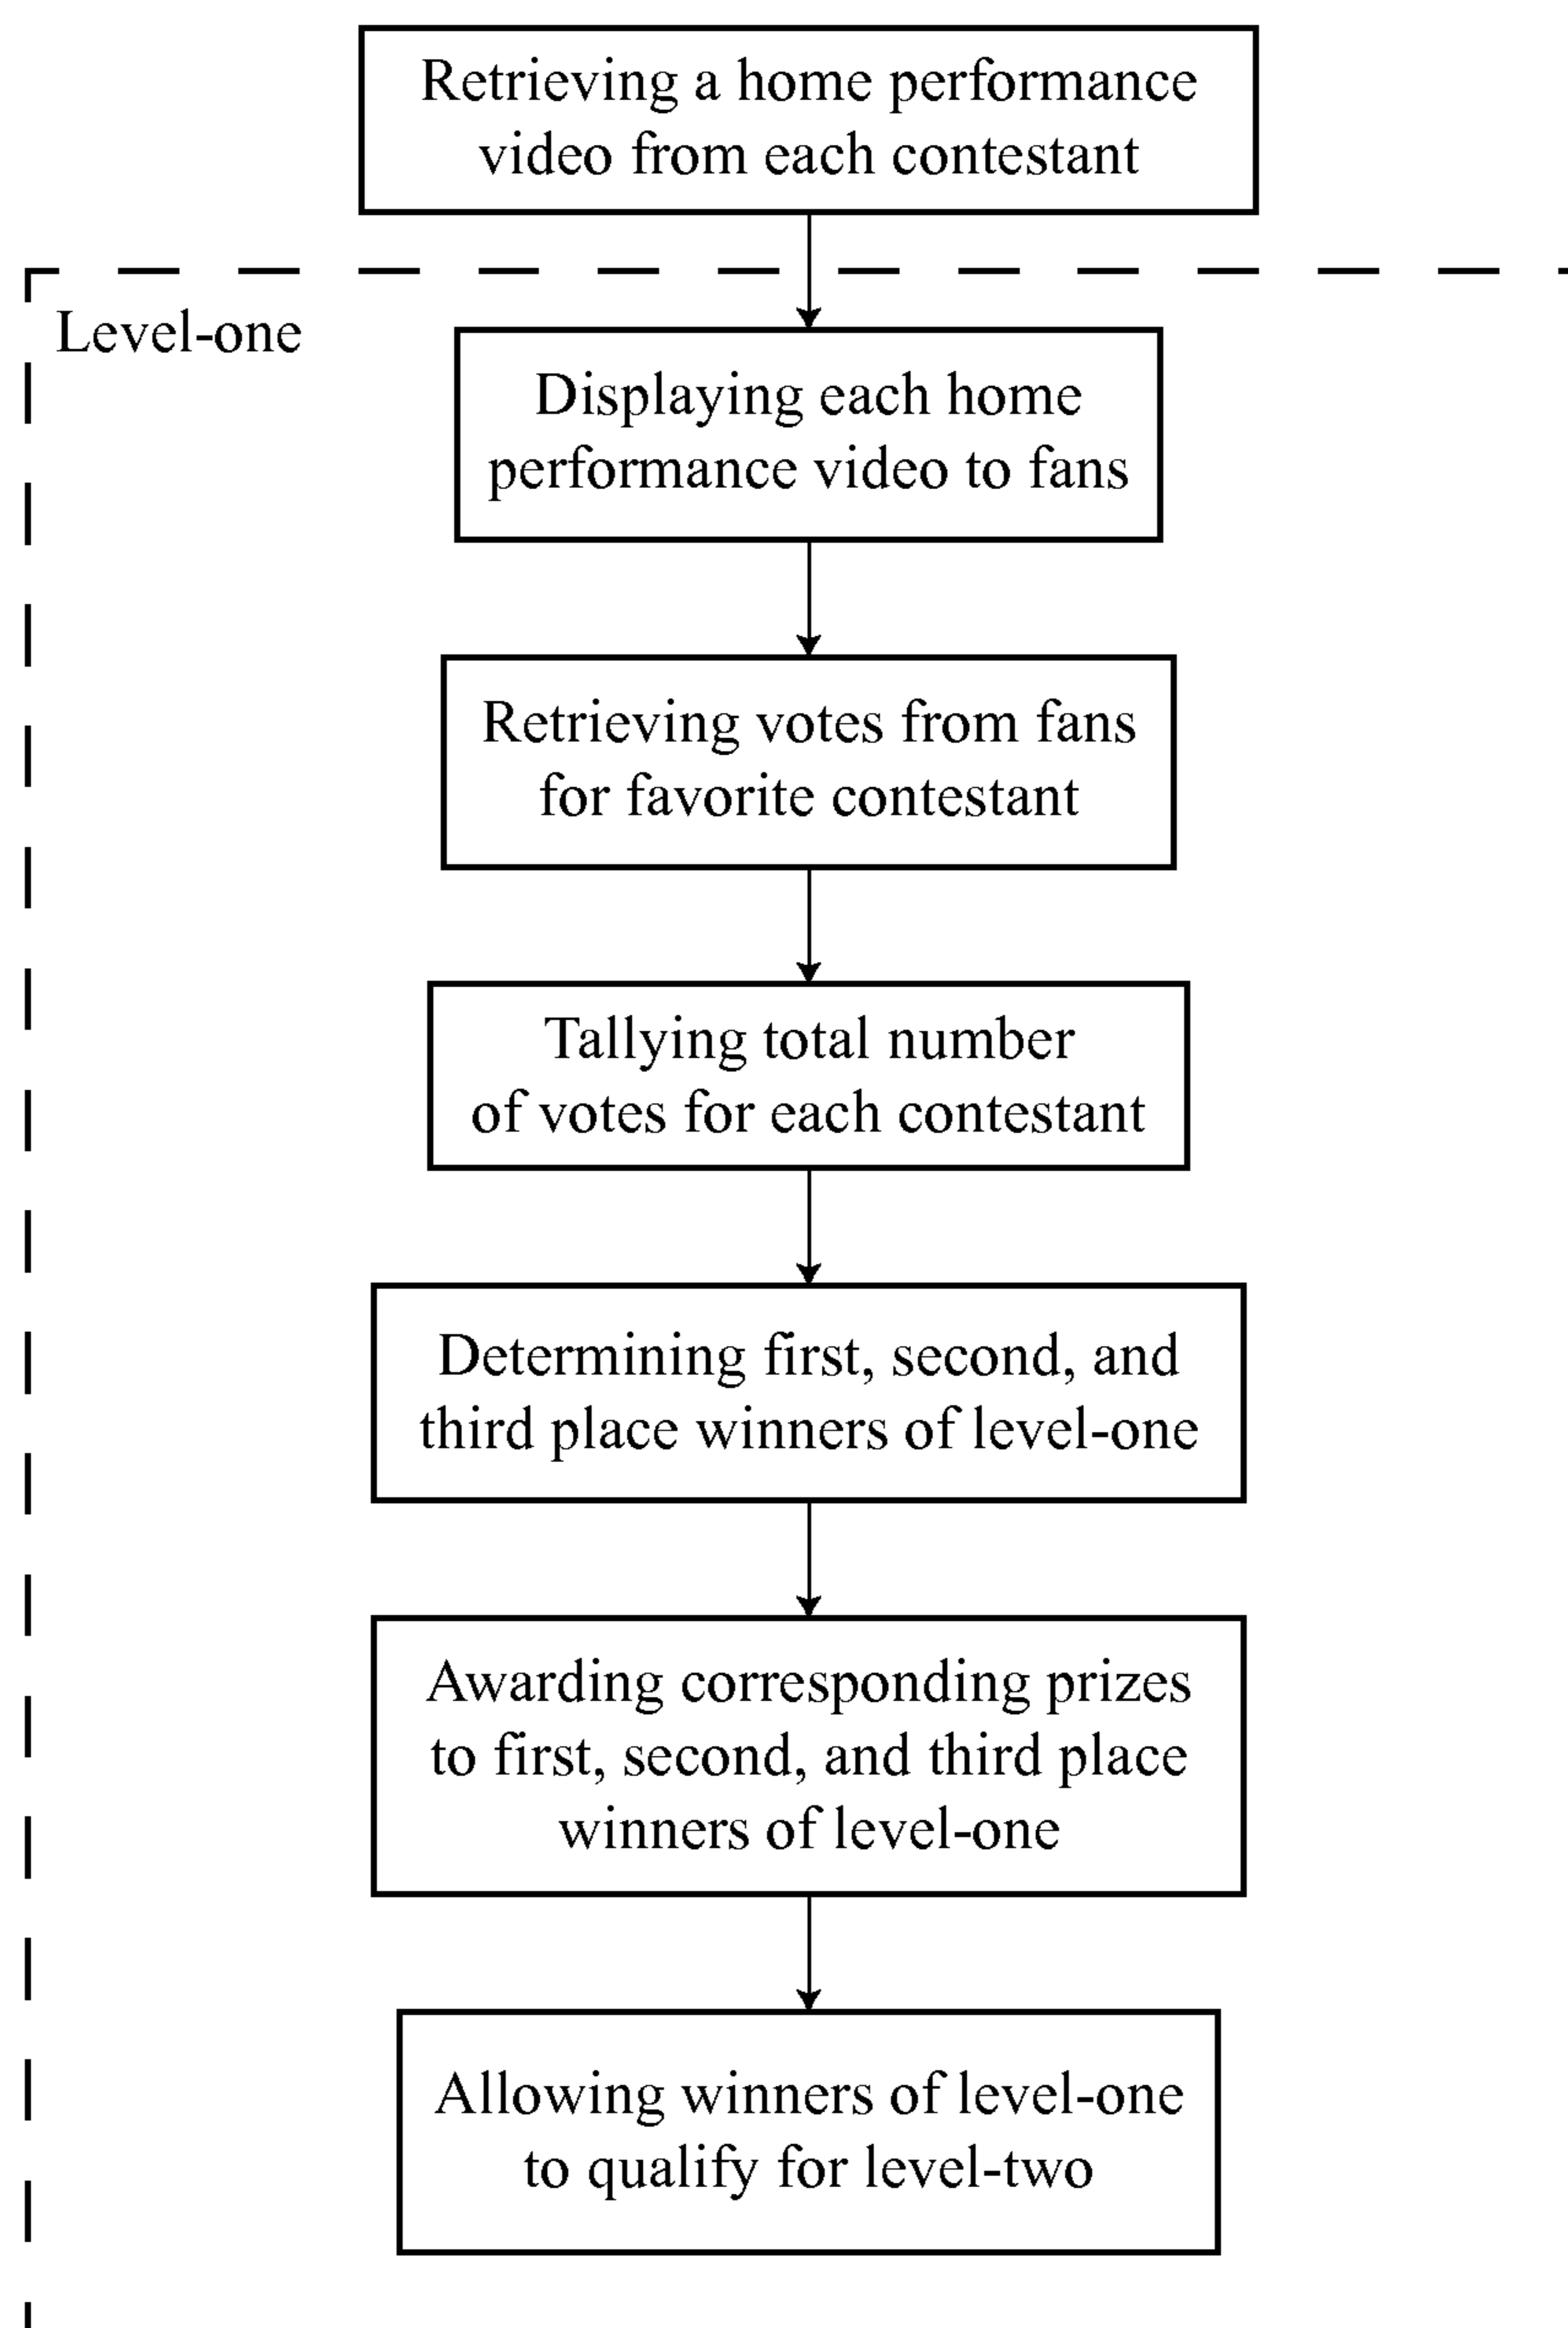 Retrieving a home performance
video from each contestant
Level-one
Displaying each home
performance video to fans
Retrieving votes from fans
for favorite contestant
Tallying total number
of votes for each contestant
Determining first, second, and
third place winners of level-one
Awarding corresponding prizes
to first, second, and third place
winners of level-one
Allowing winners of level-one
to qualify for level-two